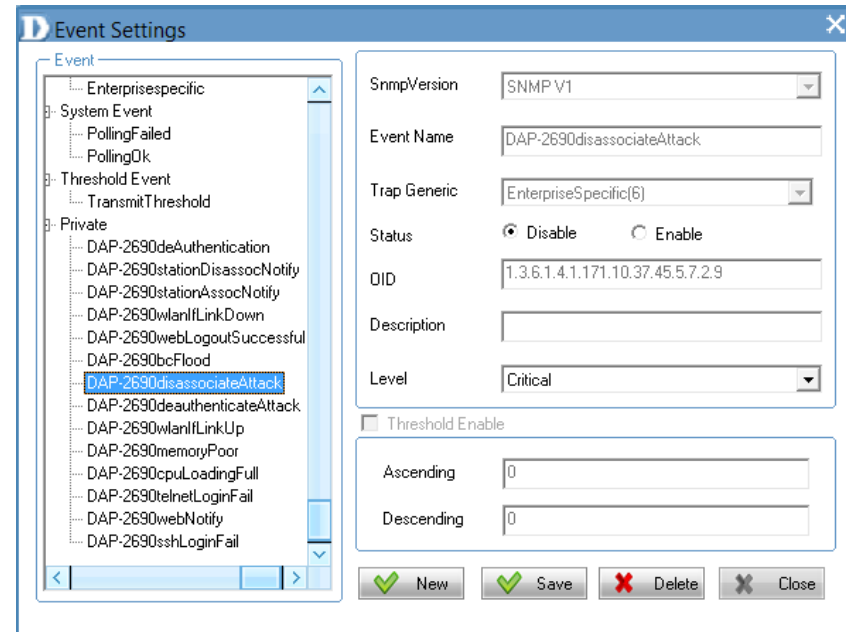 D Event Settings
Event
Enterprisespecific
System Event
PollingFailed
PollingOk
Threshold Event
TransmitThreshold
Private
DAP-2690deAuthentication
DAP-2690stationDisassocNotify
DAP-2690stationAssocNotify
DAP-2690wlanIfLinkDown
DAP-2690webLogoutSuccessful
DAP-2690bcFlood
DAP-2690disassociateAttack
DAP-2690deauthenticateAttack
DAP-2690wlanIfLinkUp
DAP-2690memoryPoor
DAP-2690cpuLoadingFull
DAP-2690telnetLoginFail
DAP-2690webNotify
DAP-2690sshLoginFail
SnmpVersion SNMP V1
Event Name DAP-2690disassociateAttack
Trap Generic EnterpriseSpecific(6)
Status Disable Enable
OID 1.3.6.1.4.1.171.10.37.45.5.7.2.9
Description
Level Critical
Threshold Enable
Ascending 0
Descending 0
New Save Delete Close